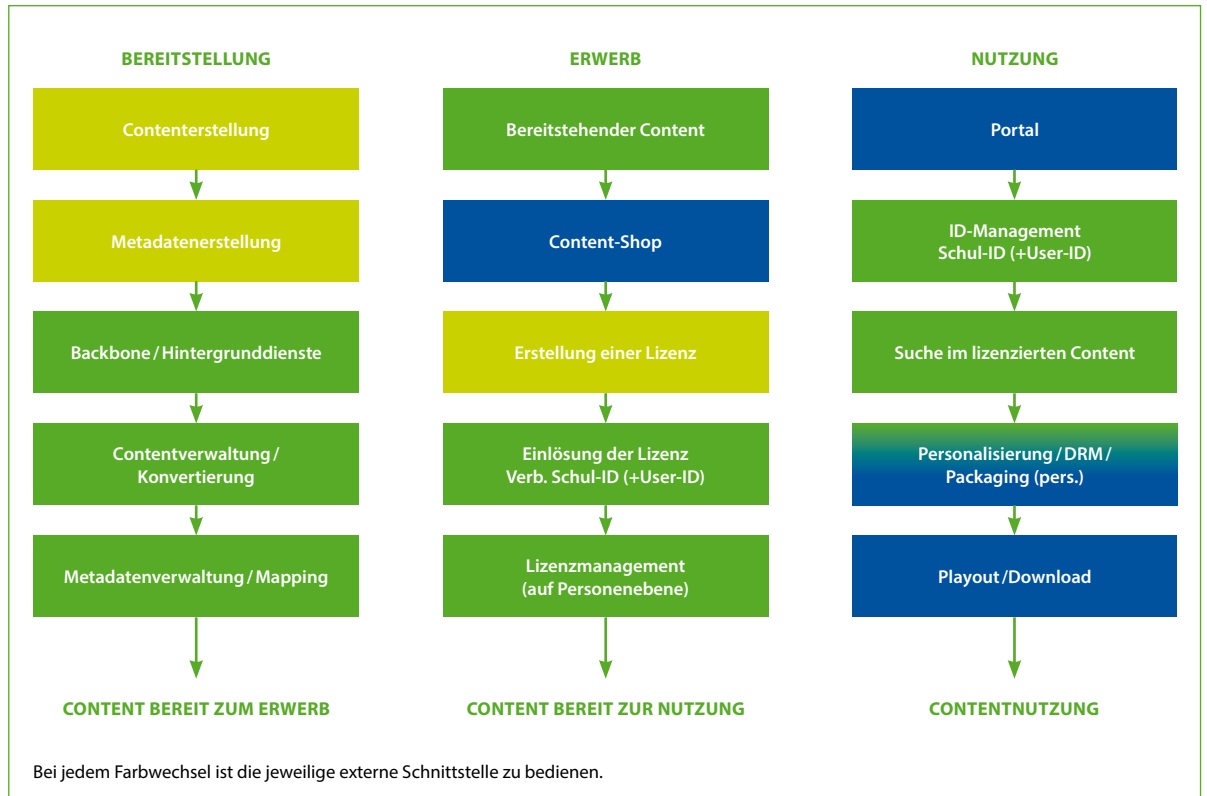 BEREITSTELLUNG
Contenterstellung
Metadatenerstellung
Backbone / Hintergrunddienste
Contentverwaltung /
Konvertierung
Metadatenverwaltung / Mapping
CONTENT BEREIT ZUM ERWERB
ERWERB
Bereitstehender Content
Content-Shop
Erstellung einer Lizenz
Einlösung der Lizenz
Verb. Schul-ID (+User-ID)
Lizenzmanagement
(auf Personenebene)
CONTENT BEREIT ZUR NUTZUNG
NUTZUNG
Portal
ID-Management
Schul-ID (+User-ID)
Suche im lizenzierten Content
Personalisierung / DRM /
Packaging (pers.)
Playout / Download
CONTENTNUTZUNG
Bei jedem Farbwechsel ist die jeweilige externe Schnittstelle zu bedienen.